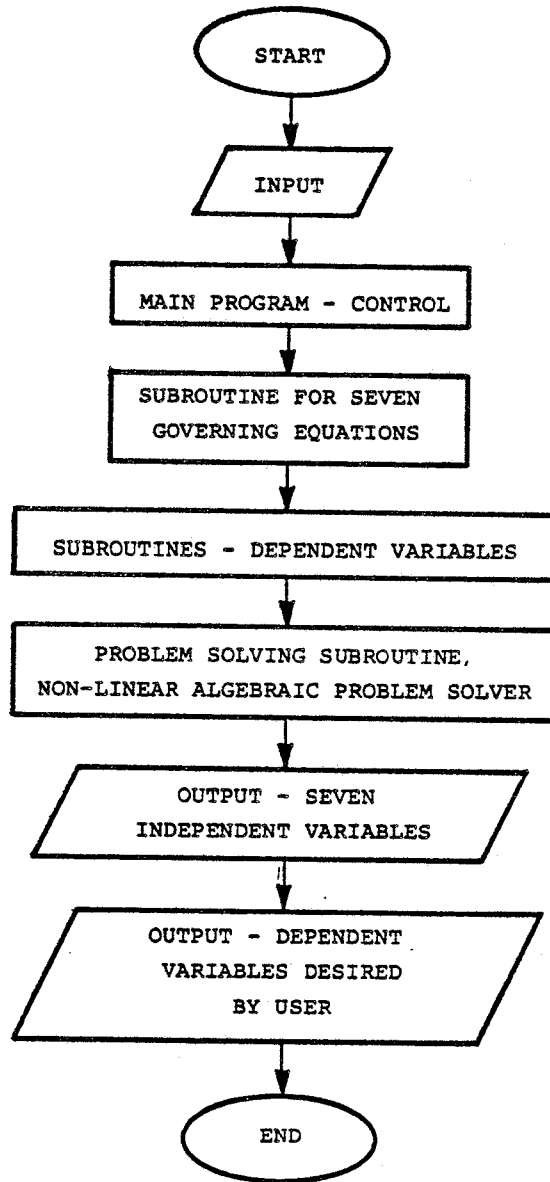 START
INPUT
MAIN PROGRAM - CONTROL
SUBROUTINE FOR SEVEN
GOVERNING EQUATIONS
SUBROUTINES - DEPENDENT VARIABLES
PROBLEM SOLVING SUBROUTINE,
NON-LINEAR ALGEBRAIC PROBLEM SOLVER
OUTPUT - SEVEN
INDEPENDENT VARIABLES
OUTPUT - DEPENDENT
VARIABLES DESIRED
BY USER
END